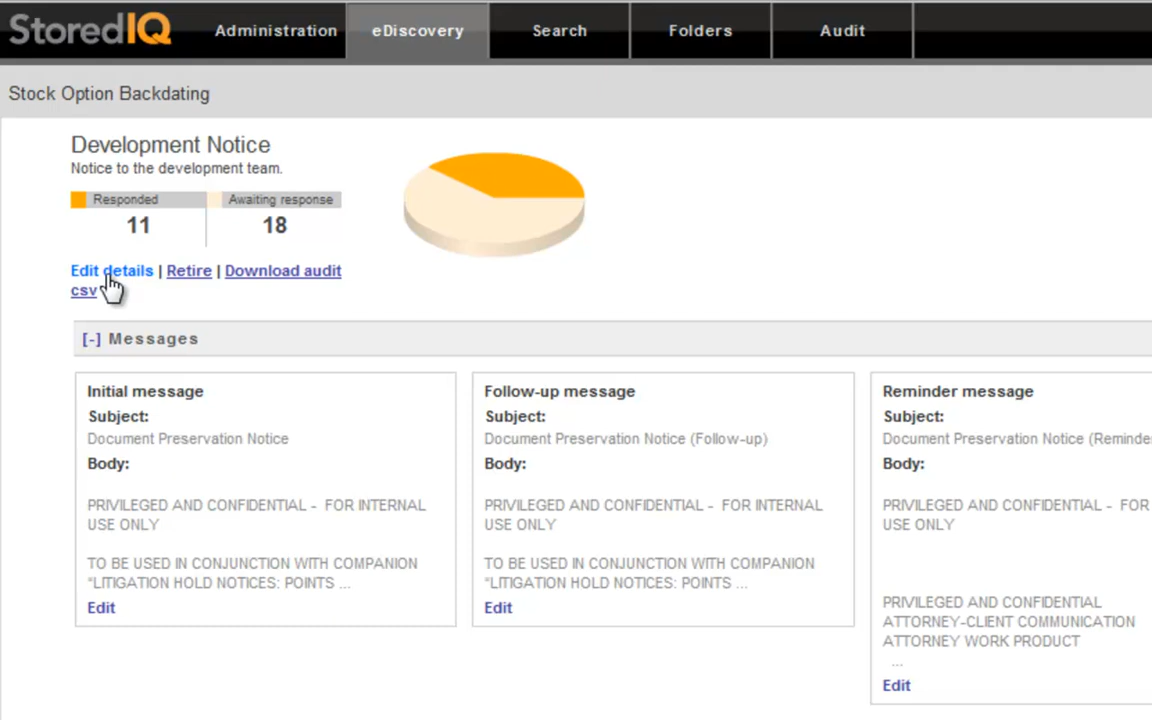 StoredIQ
Administration
eDiscovery
Search
Folders
Audit
Stock Option Backdating
Development Notice
Notice to the development team.
Responded
Awaiting response
11
18
Edit details | Retire | Download audit
csv
[-] Messages
Initial message
Subject:
Document Preservation Notice
Body:
PRIVILEGED AND CONFIDENTIAL - FOR INTERNAL
USE ONLY
TO BE USED IN CONJUNCTION WITH COMPANION
"LITIGATION HOLD NOTICES: POINTS ...
Edit
Follow-up message
Subject:
Document Preservation Notice (Follow-up)
Body:
PRIVILEGED AND CONFIDENTIAL - FOR INTERNAL
USE ONLY
TO BE USED IN CONJUNCTION WITH COMPANION
"LITIGATION HOLD NOTICES: POINTS ...
Edit
Reminder message
Subject:
Document Preservation Notice (Reminde
Body:
PRIVILEGED AND CONFIDENTIAL - FOR
USE ONLY
PRIVILEGED AND CONFIDENTIAL
ATTORNEY-CLIENT COMMUNICATION
ATTORNEY WORK PRODUCT
...
Edit